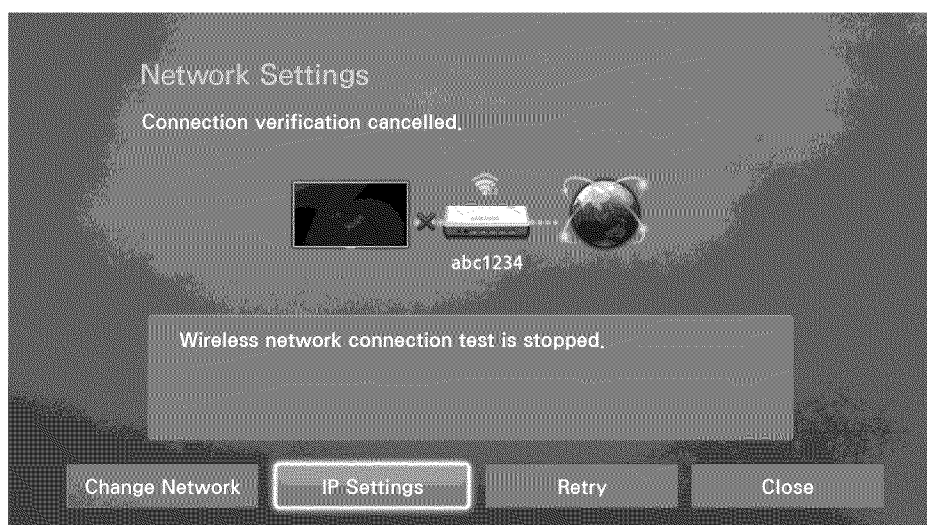 Network Settings
Connection verification cancelled.
abc1234
Wireless network connection test is stopped.
Change Network
IP Settings
Retry
Close